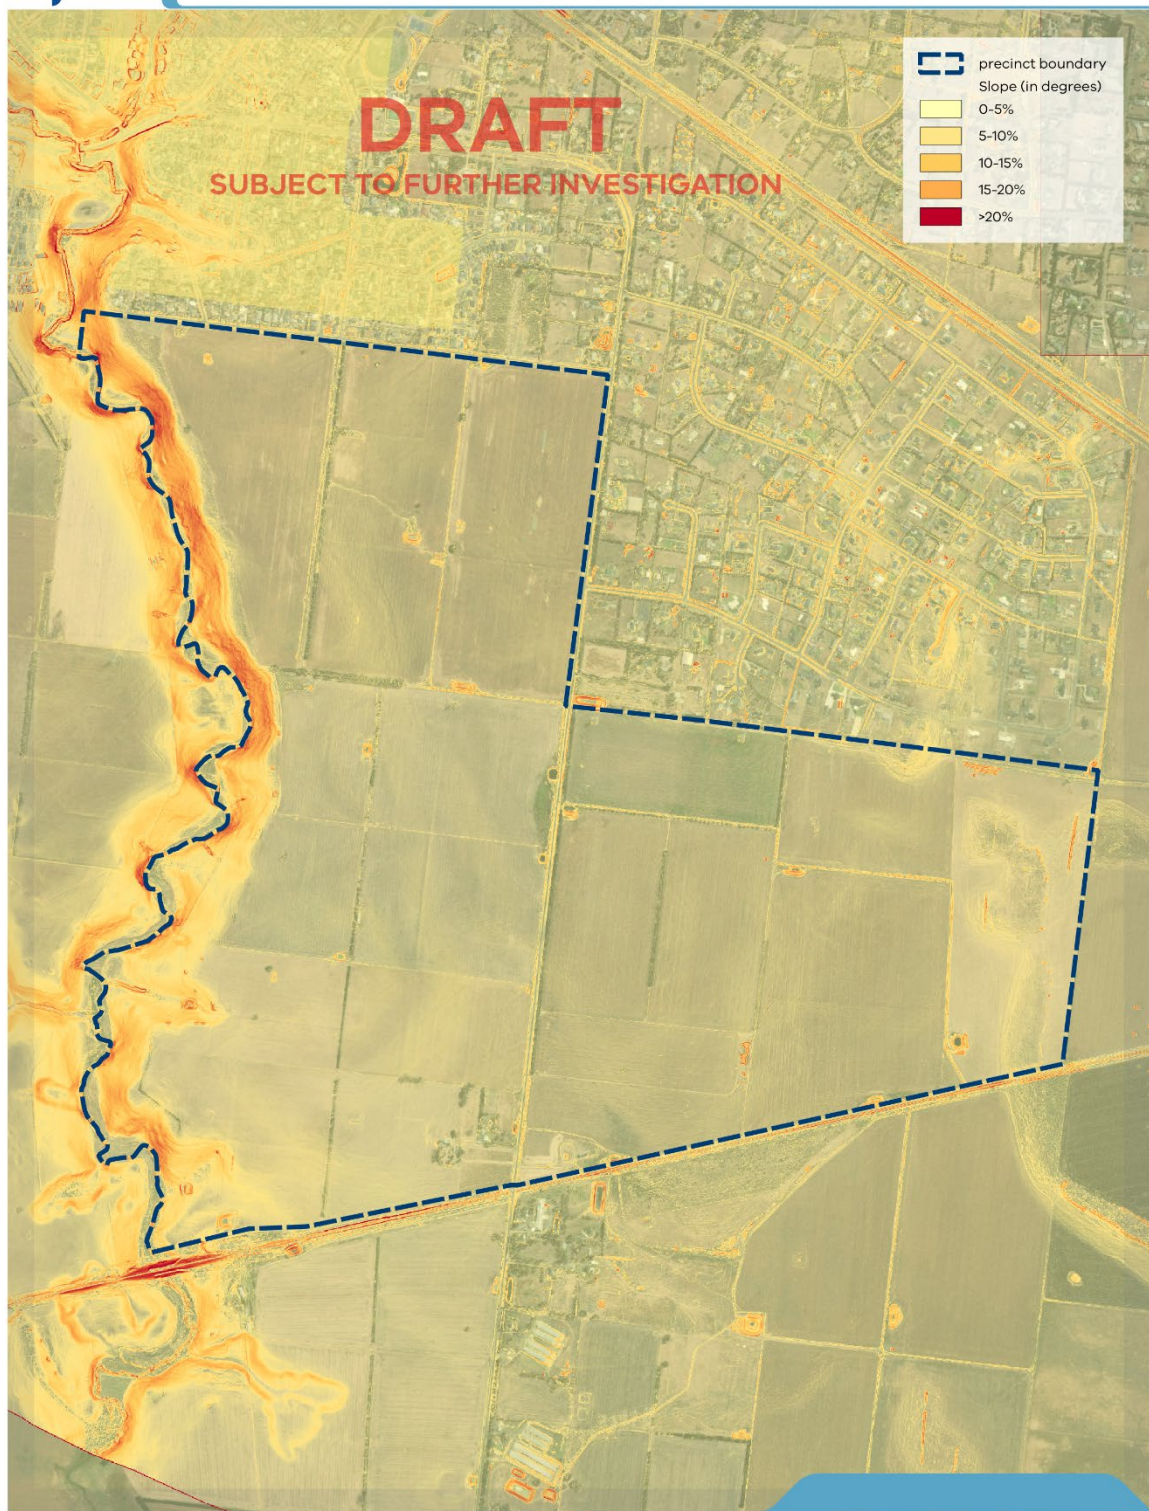 DRAFT
SUBJECT TO FURTHER INVESTIGATION
precinct boundary
Slope (in degrees)
0-5%
5-10%
10-15%
15-20%
>20%